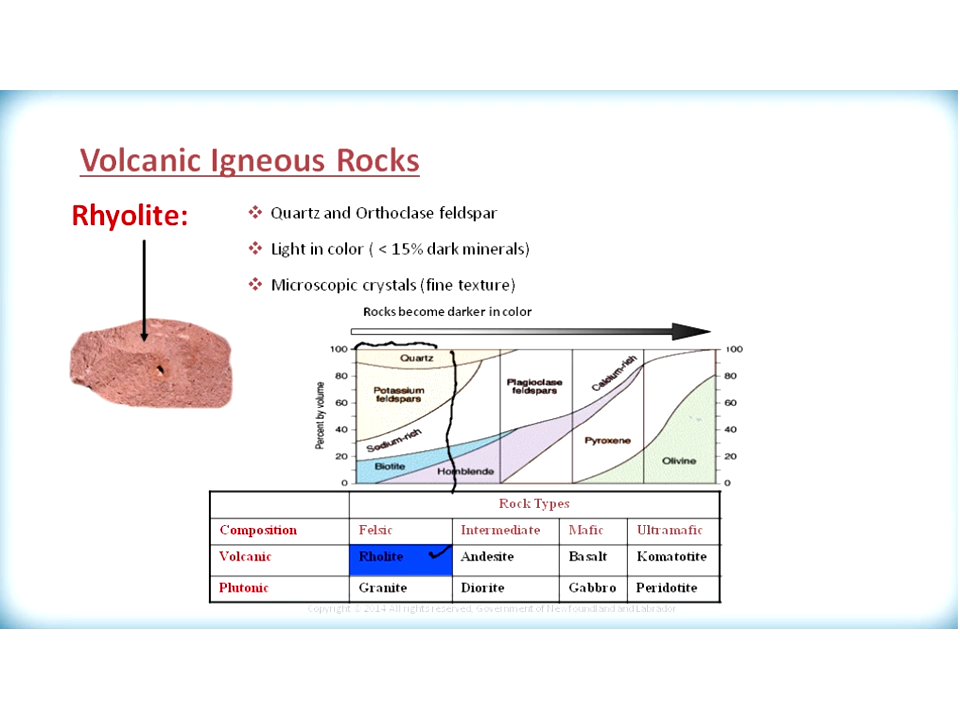 Volcanic Igneous Rocks
Rhyolite:
❖ Quartz and Orthoclase feldspar
❖ Light in color ( < 15% dark minerals)
❖ Microscopic crystals (fine texture)
Rocks become darker in color
100
80
60
40
20
0
Percent by volume
Quartz
Potassium
feldspars
Sodium-rich
Biotite
Hornblende
Plagioclase
feldspars
Calcium-rich
Pyroxene
Olivine
100
80
60
40
20
0
Rock Types
Composition Felsic Intermediate Mafic Ultramafic
Volcanic Rholite Andesite Basalt Komatotite
Plutonic Granite Diorite Gabbro Peridotite
Copyright © 2014 All rights reserved, Government of Newfoundland and Labrador